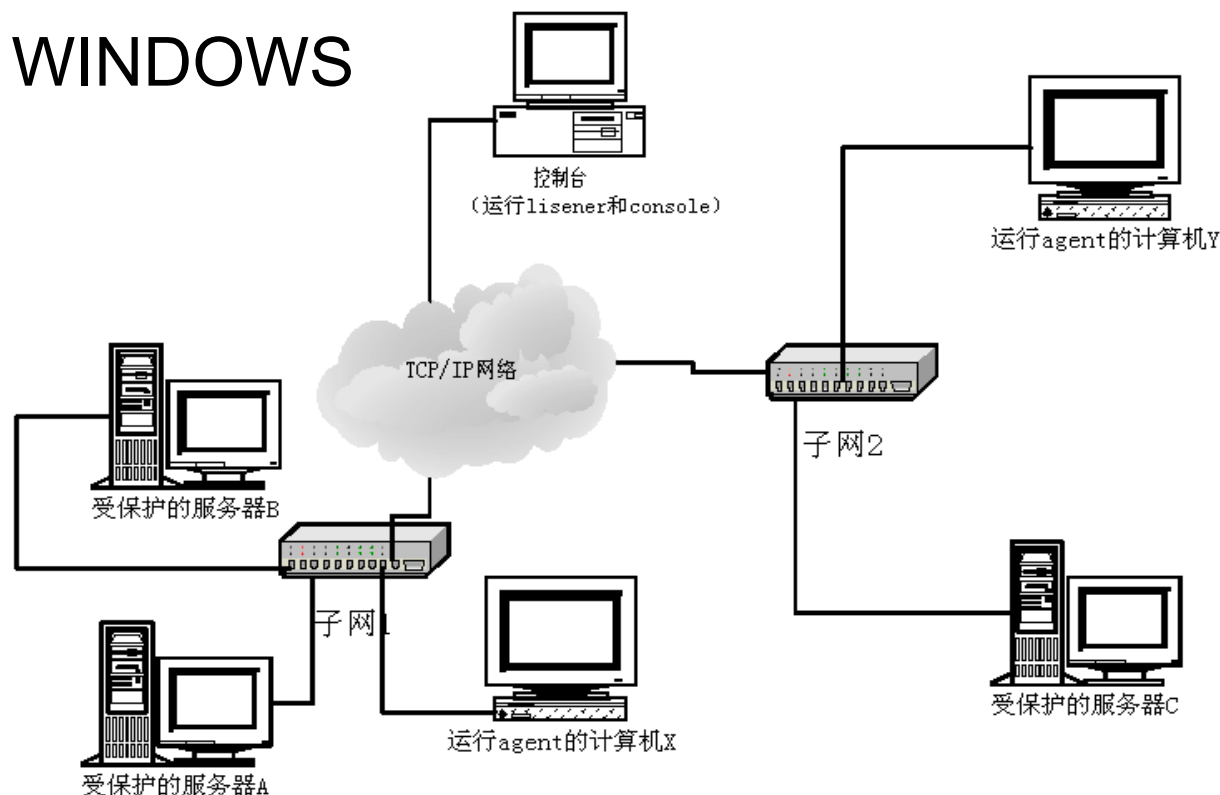 WINDOWS
控制台
（运行lisener和console）
运行agent的计算机Y
TCP/IP网络
子网2
受保护的服务器B
子网1
受保护的服务器C
运行agent的计算机X
受保护的服务器A